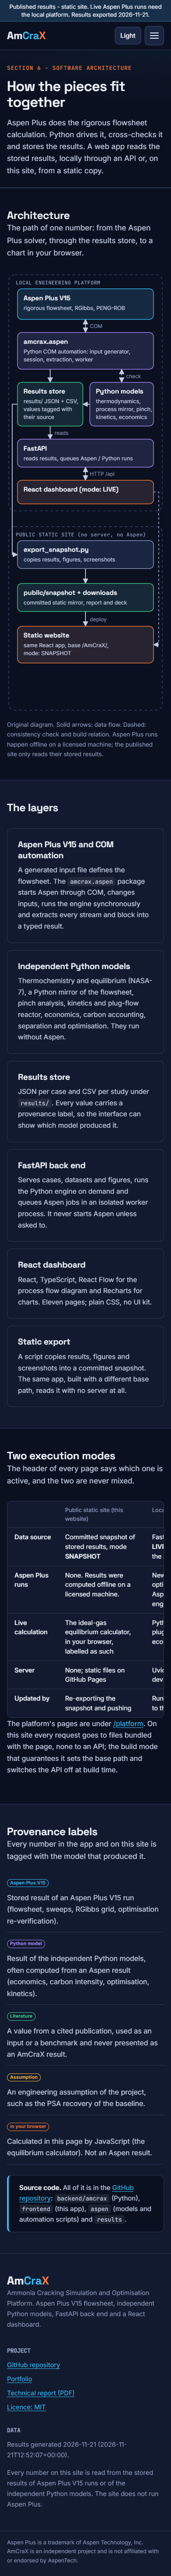 Published results - static site. Live Aspen Plus runs need
the local platform. Results exported 2026-11-21.
AmCraX
Light
SECTION 6 · SOFTWARE ARCHITECTURE
How the pieces fit
together
Aspen Plus does the rigorous flowsheet
calculation. Python drives it, cross-checks it
and stores the results. A web app reads the
stored results, locally through an API or, on
this site, from a static copy.
Architecture
The path of one number: from the Aspen
Plus solver, through the results store, to a
chart in your browser.
LOCAL ENGINEERING PLATFORM
Aspen Plus V15
rigorous flowsheet, RGibbs, PENG-ROB
COM
amcrax.aspen
Python COM automation: input generator,
session, extraction, worker
check
Results store
results/ JSON + CSV,
values tagged with
their source
Python models
thermodynamics,
process mirror, pinch,
kinetics, economics
reads
FastAPI
reads results, queues Aspen / Python runs
HTTP /api
React dashboard (mode: LIVE)
PUBLIC STATIC SITE (no server, no Aspen)
export_snapshot.py
copies results, figures, screenshots
public/snapshot + downloads
committed static mirror, report and deck
deploy
Static website
same React app, base /AmCraX/,
mode: SNAPSHOT
Original diagram. Solid arrows: data flow. Dashed:
consistency check and build relation. Aspen Plus runs
happen offline on a licensed machine; the published
site only reads their stored results.
The layers
Aspen Plus V15 and COM
automation
A generated input file defines the
flowsheet. The amcrax.aspen package
starts Aspen through COM, changes
inputs, runs the engine synchronously
and extracts every stream and block into
a typed result.
Independent Python models
Thermochemistry and equilibrium (NASA-
7), a Python mirror of the flowsheet,
pinch analysis, kinetics and plug-flow
reactor, economics, carbon accounting,
separation and optimisation. They run
without Aspen.
Results store
JSON per case and CSV per study under
results/. Every value carries a
provenance label, so the interface can
show which model produced it.
FastAPI back end
Serves cases, datasets and figures, runs
the Python engine on demand and
queues Aspen jobs in an isolated worker
process. It never starts Aspen unless
asked to.
React dashboard
React, TypeScript, React Flow for the
process flow diagram and Recharts for
charts. Eleven pages; plain CSS, no UI kit.
Static export
A script copies results, figures and
screenshots into a committed snapshot.
The same app, built with a different base
path, reads it with no server at all.
Two execution modes
The header of every page says which one is
active, and the two are never mixed.
Public static site (this
website)
Data source
Committed snapshot of
stored results, mode
SNAPSHOT
Aspen Plus
runs
None. Results were
computed offline on a
licensed machine.
Live
calculation
The ideal-gas
equilibrium calculator,
in your browser,
labelled as such
Server
None; static files on
GitHub Pages
Updated by
Re-exporting the
snapshot and pushing
The platform's pages are under /platform. On
this site every request goes to files bundled
with the page, none to an API; the build mode
that guarantees it sets the base path and
switches the API off at build time.
Provenance labels
Every number in the app and on this site is
tagged with the model that produced it.
Aspen Plus V15
Stored result of an Aspen Plus V15 run
(flowsheet, sweeps, RGibbs grid, optimisation
re-verification).
Python model
Result of the independent Python models,
often computed from an Aspen result
(economics, carbon intensity, optimisation,
kinetics).
Literature
A value from a cited publication, used as an
input or a benchmark and never presented as
an AmCraX result.
Assumption
An engineering assumption of the project,
such as the PSA recovery of the baseline.
In your browser
Calculated in this page by JavaScript (the
equilibrium calculator). Not an Aspen result.
Source code. All of it is in the GitHub
repository: backend/amcrax (Python),
frontend (this app), aspen (models and
automation scripts) and results.
AmCraX
Ammonia Cracking Simulation and Optimisation
Platform. Aspen Plus V15 flowsheet, independent
Python models, FastAPI back end and a React
dashboard.
PROJECT
GitHub repository
Portfolio
Technical report (PDF)
Licence: MIT
DATA
Results generated 2026-11-21 (2026-11-
21T12:52:07+00:00).
Every number on this site is read from the stored
results of Aspen Plus V15 runs or of the
independent Python models. The site does not run
Aspen Plus.
Aspen Plus is a trademark of Aspen Technology, Inc.
AmCraX is an independent project and is not affiliated with
or endorsed by AspenTech.